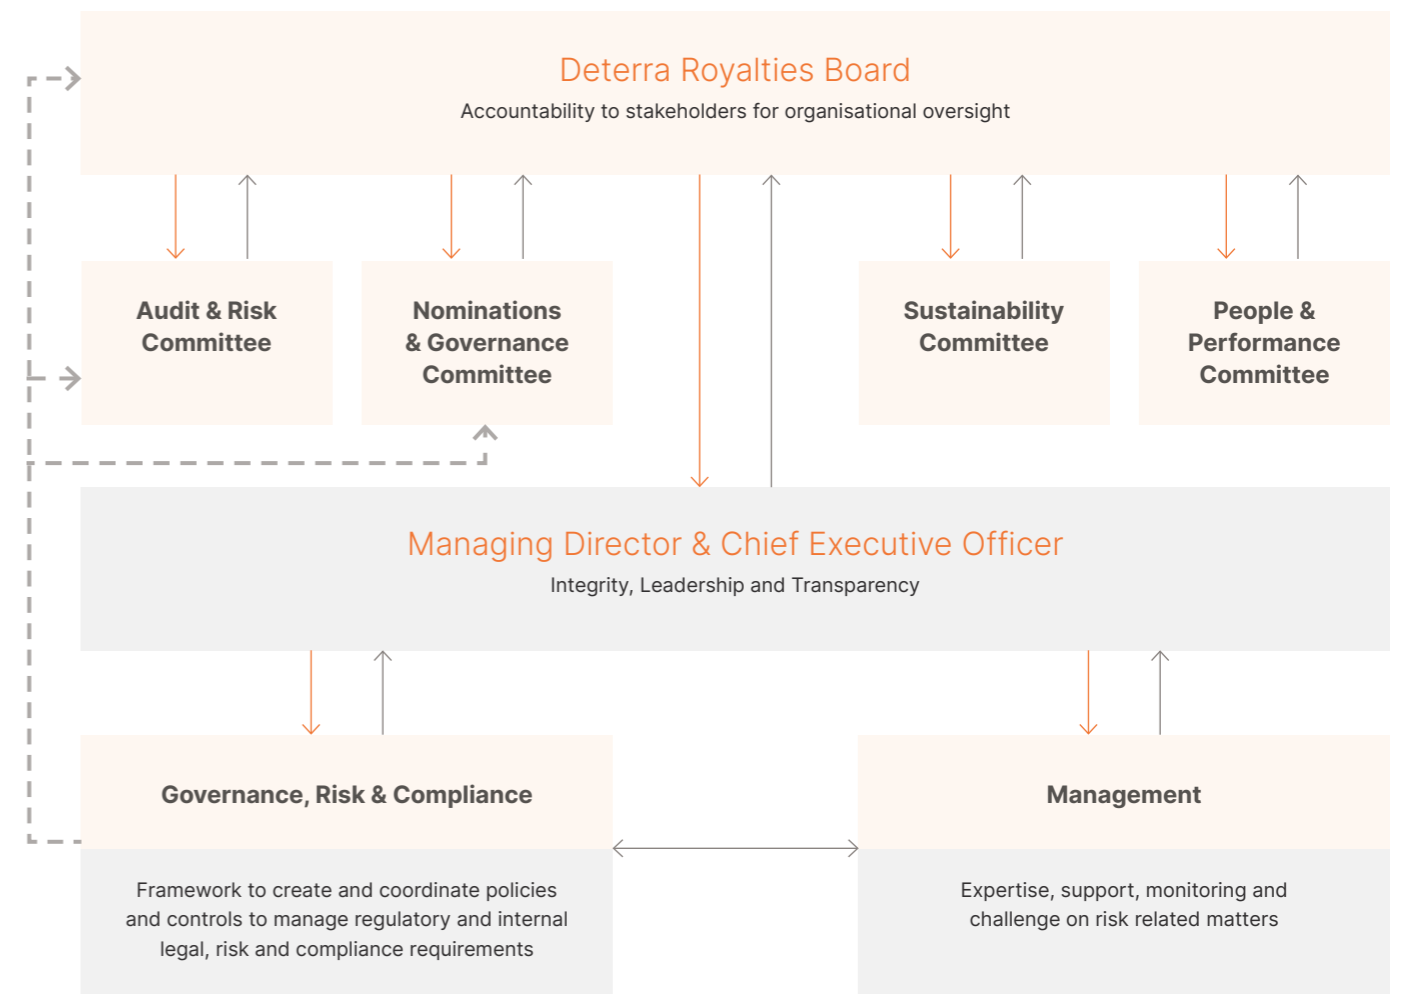 Deterra Royalties Board
Accountability to stakeholders for organisational oversight
Audit & Risk
Committee
Nominations
& Governance
Committee
Sustainability
Committee
People &
Performance
Committee
Managing Director & Chief Executive Officer
Integrity, Leadership and Transparency
Governance, Risk & Compliance
Framework to create and coordinate policies
and controls to manage regulatory and internal
legal, risk and compliance requirements
Management
Expertise, support, monitoring and
challenge on risk related matters